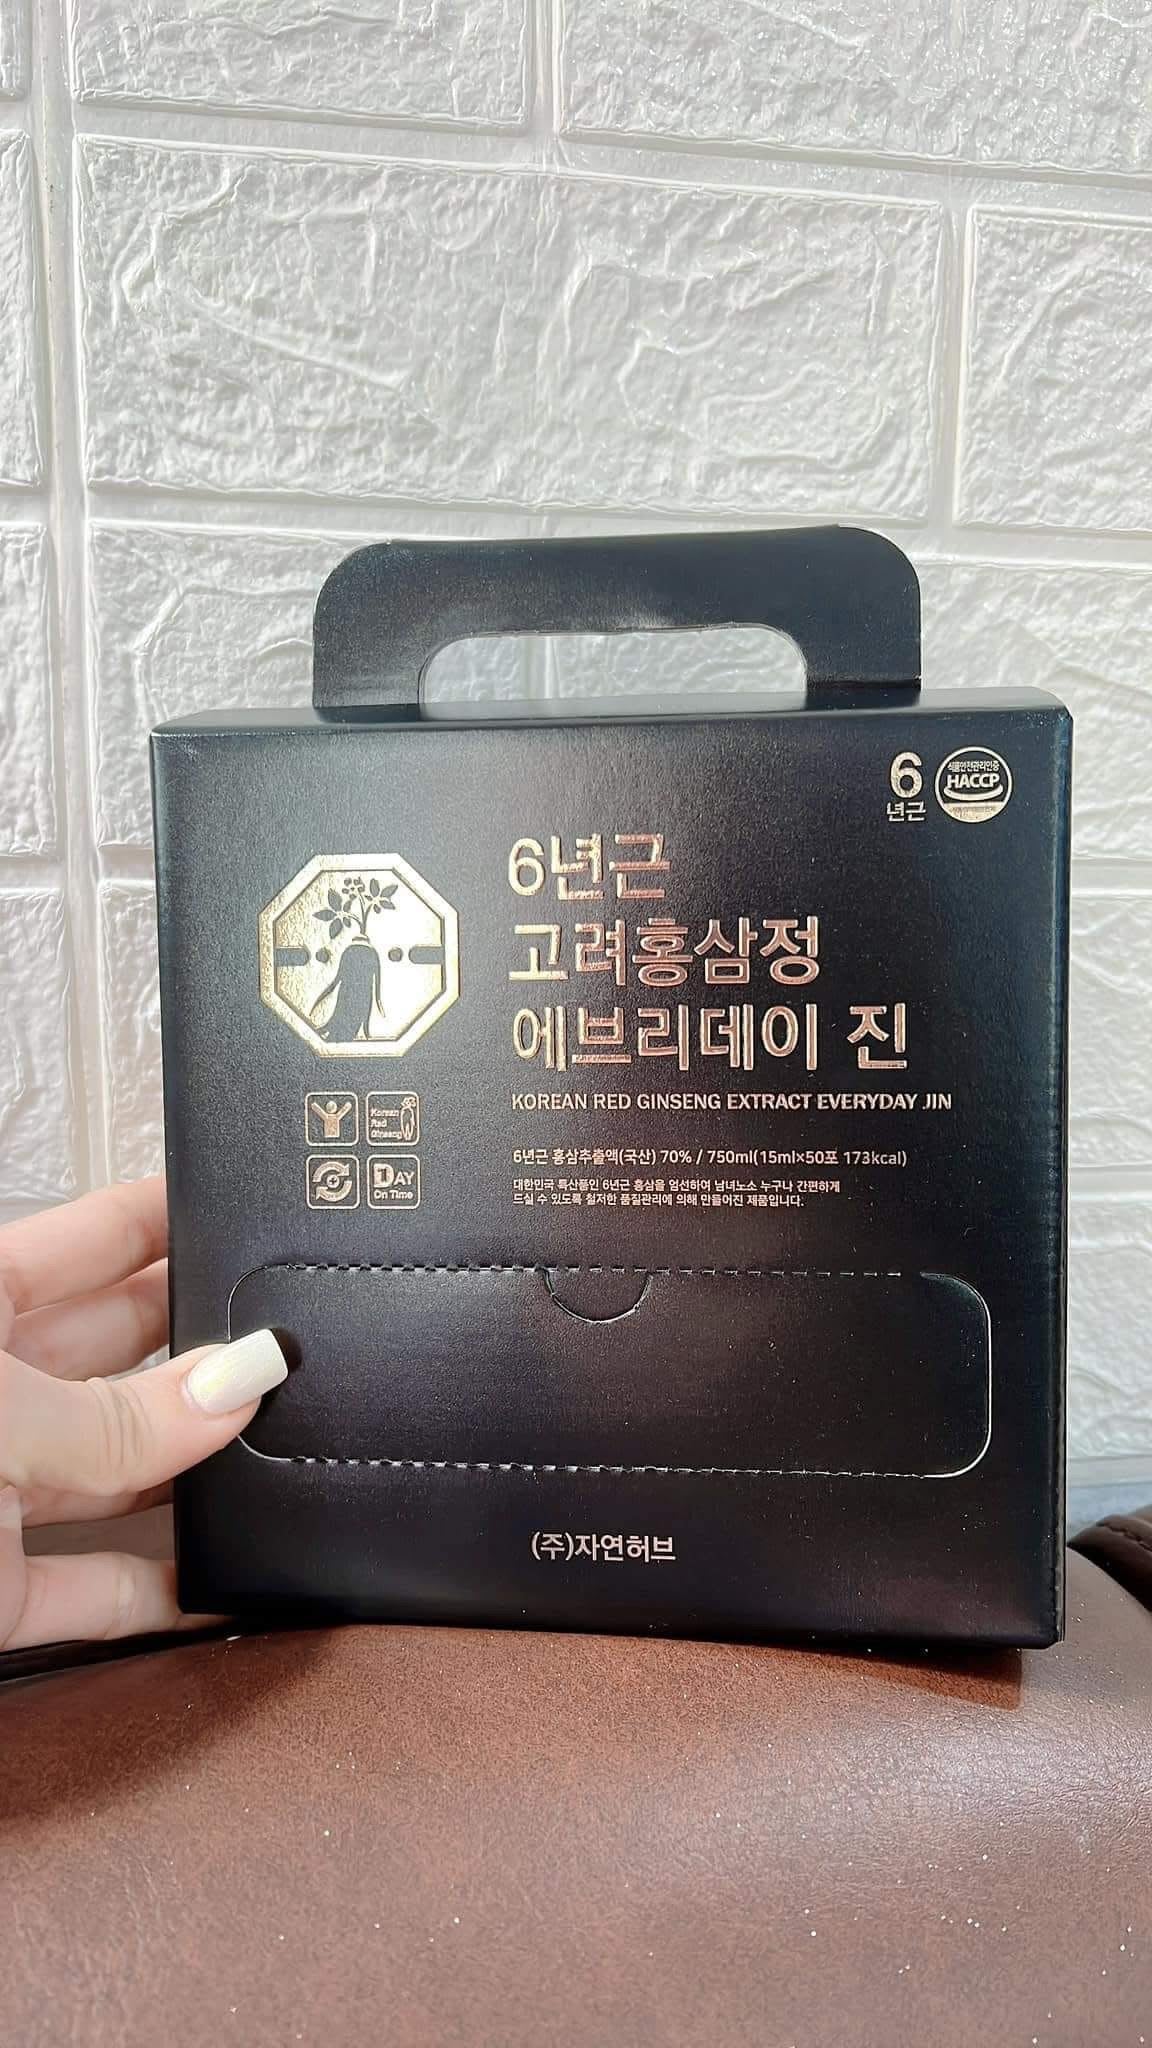 6
년근
식품안전관리인증
HACCP
6년근
고려홍삼정
에브리데이 진
KOREAN RED GINSENG EXTRACT EVERYDAY JIN
Korean
Red
Ginseng
1DAY
On Time
6년근 홍삼추출액(국산) 70% / 750ml(15ml×50포 173kcal)
대한민국 특산품인 6년근 홍삼을 엄선하여 남녀노소 누구나 간편하게
드실 수 있도록 철저한 품질관리에 의해 만들어진 제품입니다.
(주)자연허브